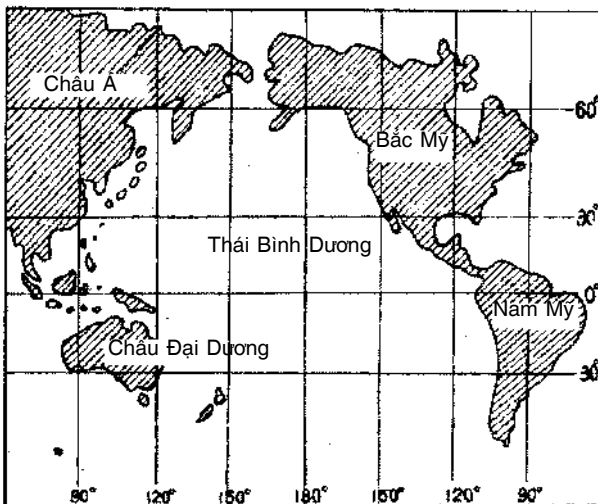 Châu Á
60°
Bắc Mỹ
30°
Thái Bình Dương
0°
Nam Mỹ
Châu Đại Dương
30°
120° 150° 180° 150° 120° 90°